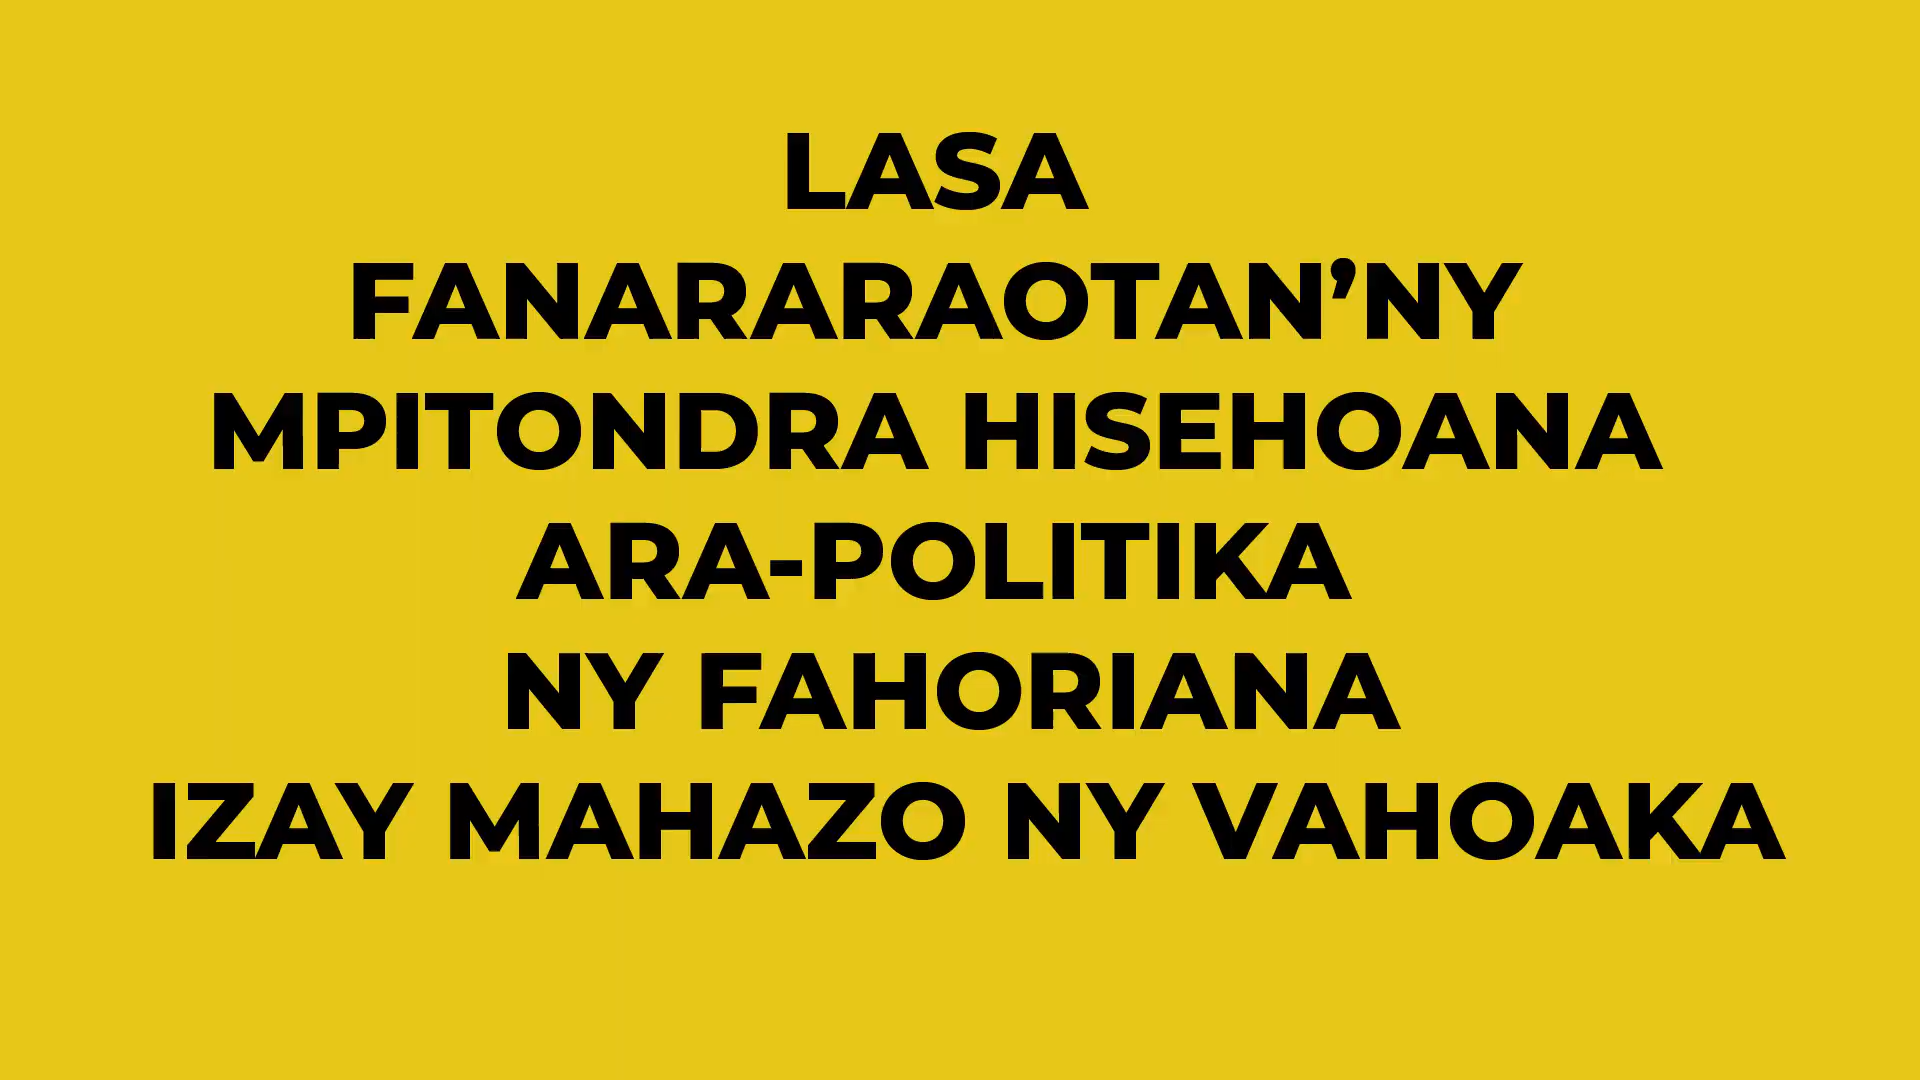 LASA
FANARARAOTAN’NY
MPITONDRA HISEHOANA
ARA-POLITIKA
NY FAHORIANA
IZAY MAHAZO NY VAHOAKA